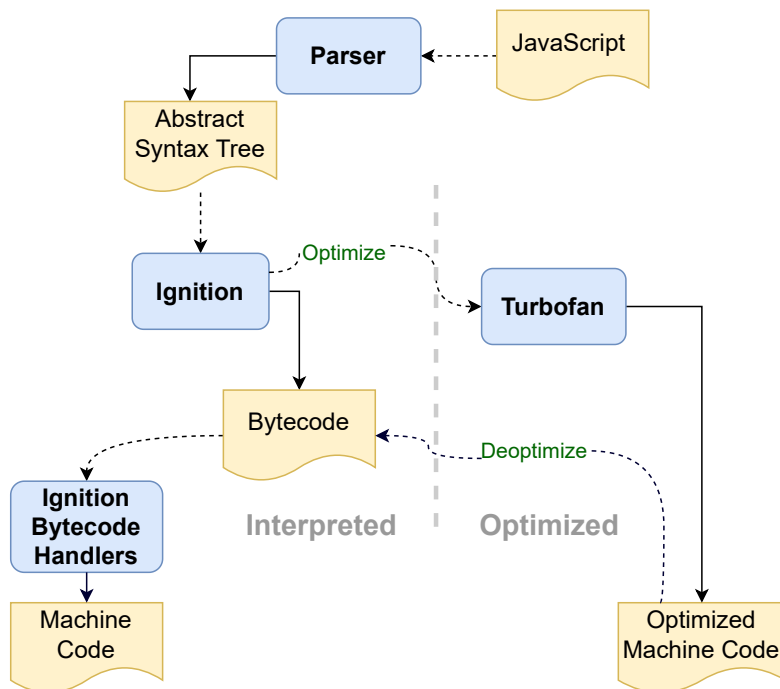 JavaScript
Parser
Abstract
Syntax Tree
Optimize
Ignition
Turbofan
Bytecode
Deoptimize
Ignition
Bytecode
Handlers
Interpreted
Optimized
Machine
Code
Optimized
Machine Code